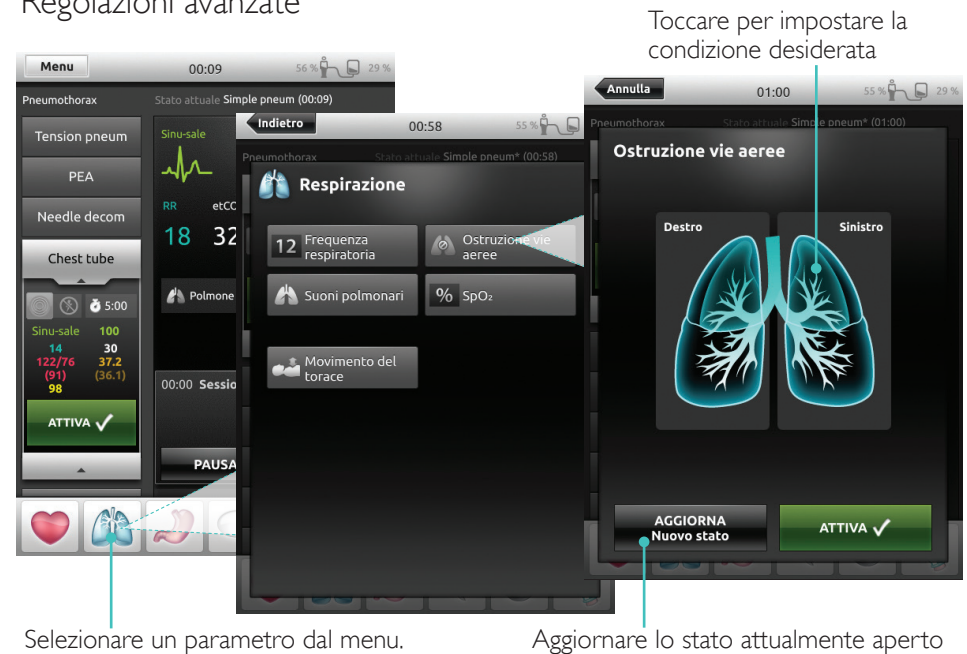 Regolazioni avanzate
Toccare per impostare la
condizione desiderata
Menu
00:09
56 %
29 %
Pneumothorax
Stato attuale Simple pneum (00:09)
Tension pneum
PEA
Needle decom
Chest tube
5:00
Sinu-sale 100
14 30
122/76 37.2
(91) (36.1)
98
ATTIVA
Sinu-sale
RR etCO
18 32
Polmone
00:00 Sessio
PAUSA
Indietro
00:58
55 %
Pneumothorax
Stato attuale Simple pneum* (00:58)
Respirazione
12 Frequenza
respiratoria
Ostruzione vie
aeree
Suoni polmonari
% SpO₂
Movimento del
torace
Annulla
01:00
55 %
29 %
Pneumothorax
Stato attuale Simple pneum* (01:00)
Ostruzione vie aeree
Destro
Sinistro
AGGIORNA
Nuovo stato
ATTIVA
Selezionare un parametro dal menu.
Aggiornare lo stato attualmente aperto